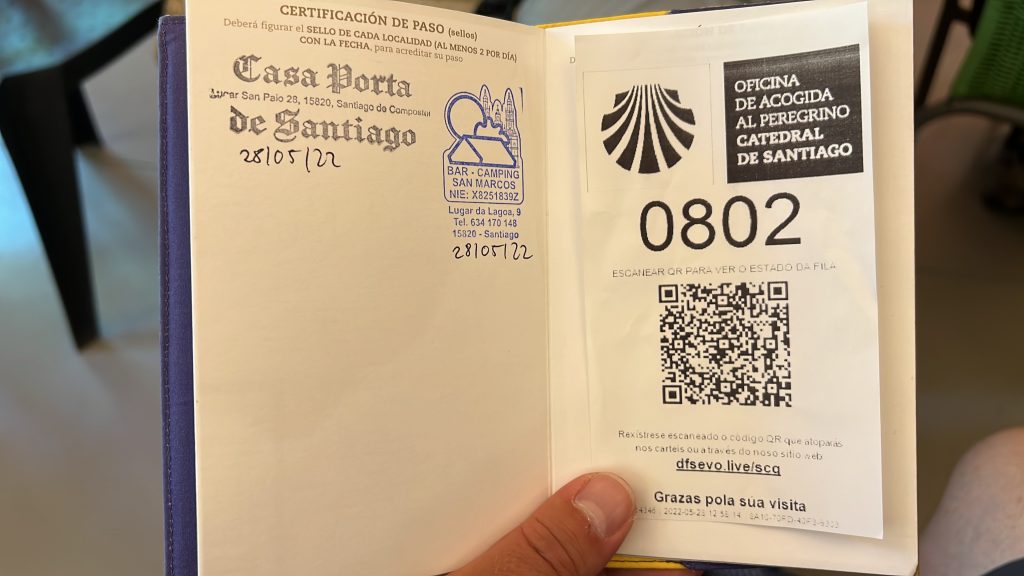 CERTIFICACIÓN DE PASO (sellos)
Deberá figurar el SELLO DE CADA LOCALIDAD (AL MENOS 2 POR DÍA)
CON LA FECHA, para acreditar su paso
Casa Porta
Lugar San Paio 28, 15820, Santiago de Compostel
de Santiago
28/05/22
BAR - CAMPING
SAN MARCOS
NIE: X8251839Z
Lugar da Lagoa, 9
Tel. 634 170 148
15820 - Santiago
28/05/22
OFICINA
DE ACOGIDA
AL PEREGRINO
CATEDRAL
DE SANTIAGO
0802
ESCANEAR QR PARA VER O ESTADO DA FILA
Rexístrese escaneado o código QR que atoparás
nos carteis ou a través do noso sitio web
dfsevo.live/scq
Grazas pola súa visita
2022-05-28 12:58:14